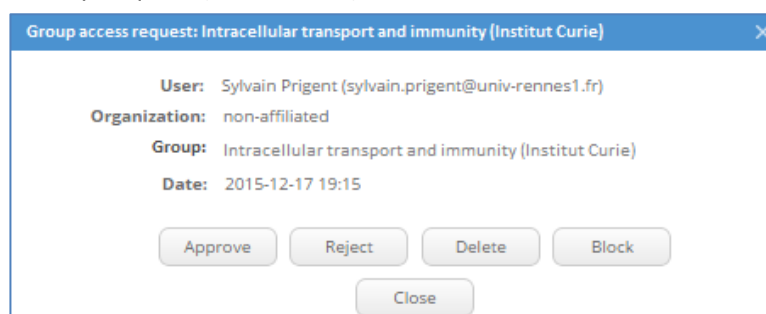 Group access request: Intracellular transport and immunity (Institut Curie)
User: Sylvain Prigent (sylvain.prigent@univ-rennes1.fr)
Organization: non-affiliated
Group: Intracellular transport and immunity (Institut Curie)
Date: 2015-12-17 19:15
Approve Reject Delete Block
Close